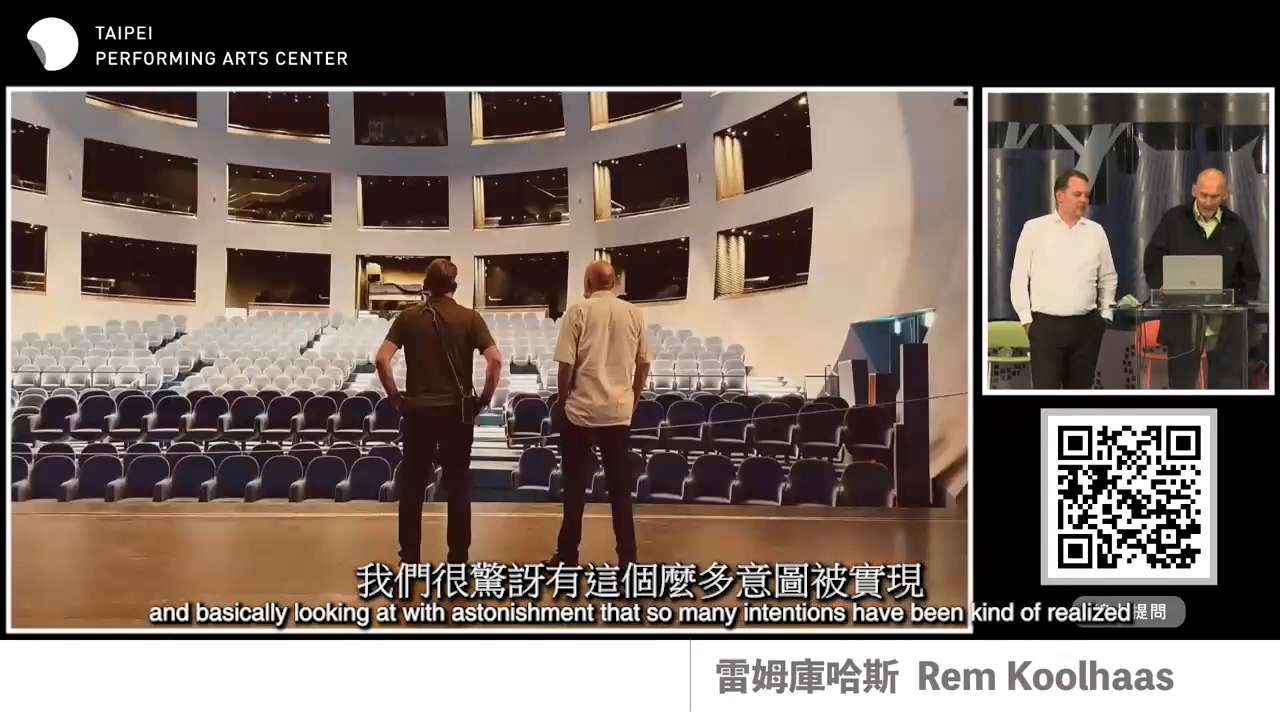 TAIPEI
PERFORMING ARTS CENTER
我們很驚訝有這個麼多意圖被實現
and basically looking at with astonishment that so many intentions have been kind of realized
提問
雷姆庫哈斯 Rem Koolhaas